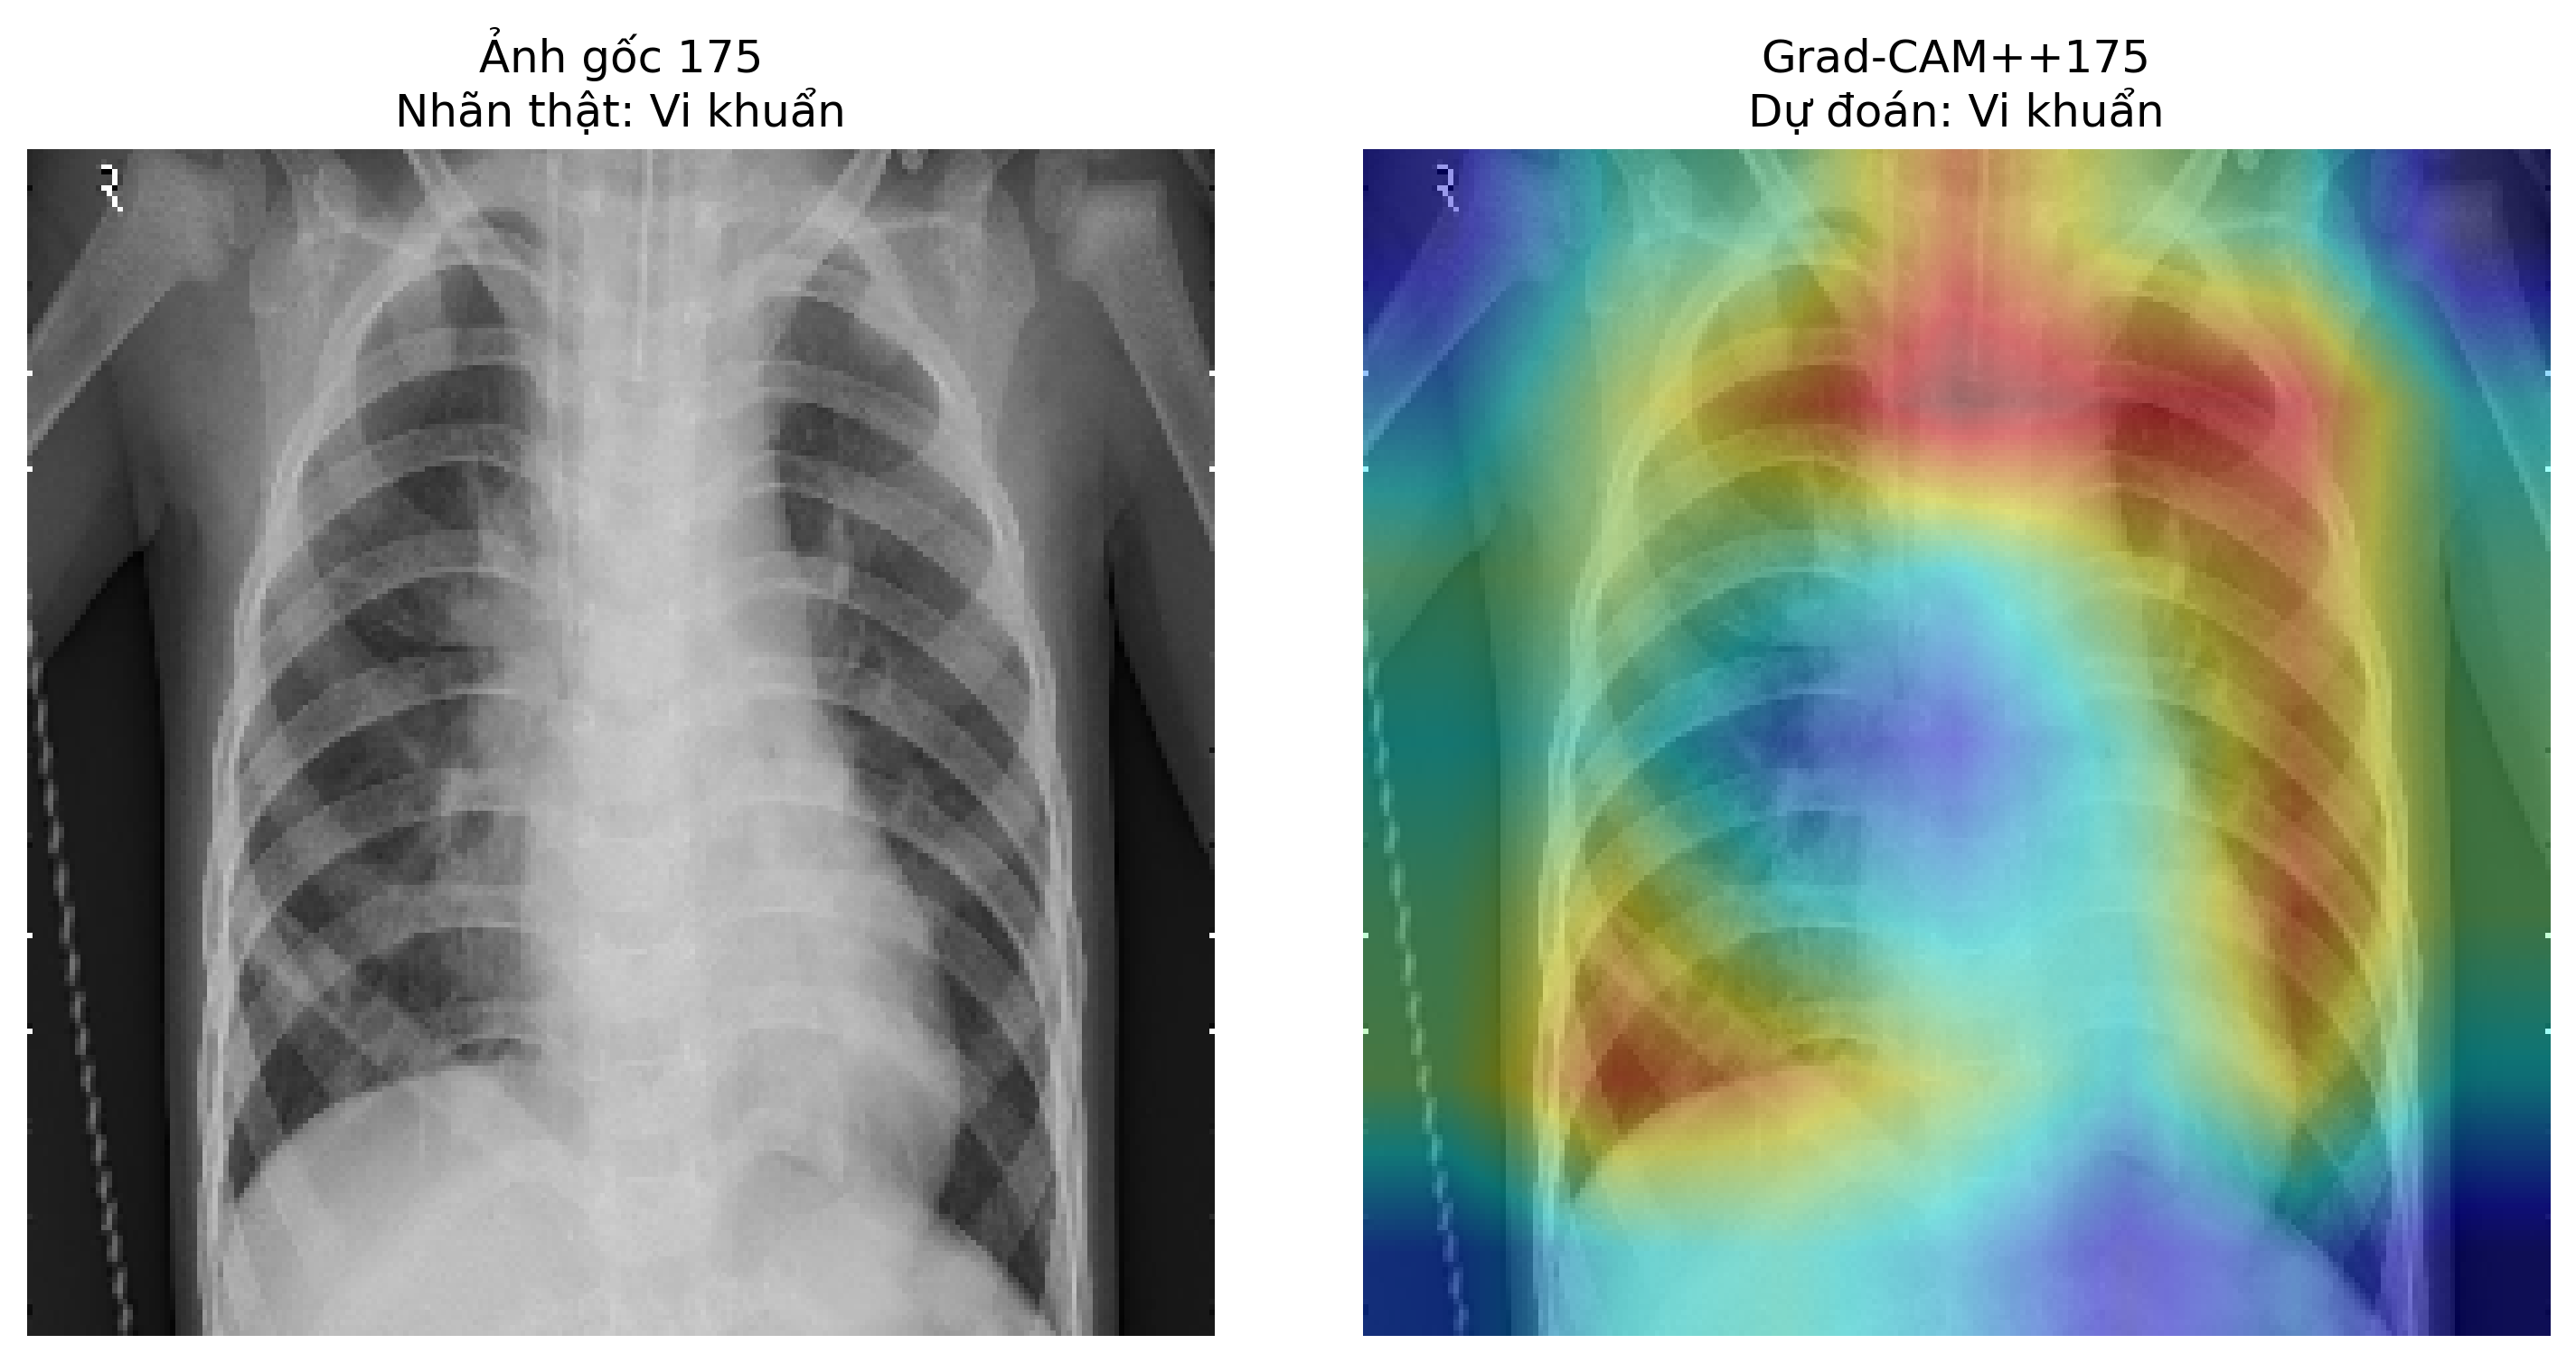 Ảnh gốc 175
Nhãn thật: Vi khuẩn
Grad-CAM++175
Dự đoán: Vi khuẩn